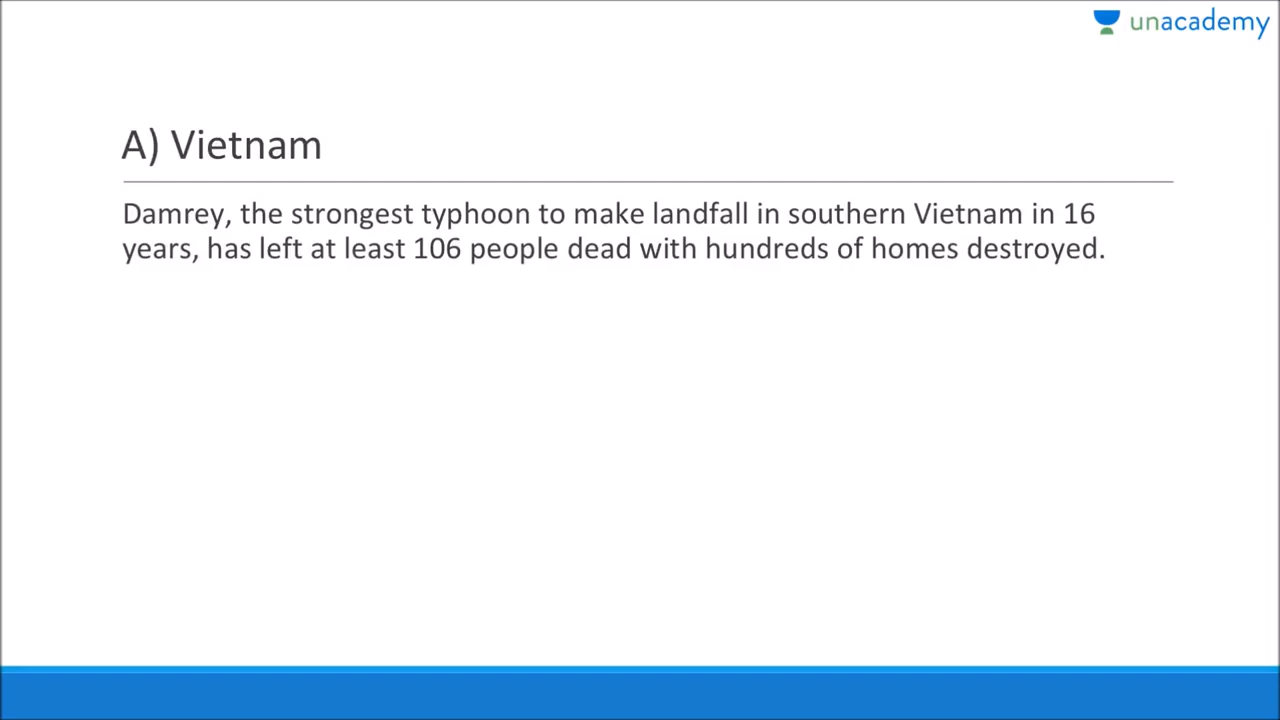 unacademy
A) Vietnam
Damrey, the strongest typhoon to make landfall in southern Vietnam in 16
years, has left at least 106 people dead with hundreds of homes destroyed.